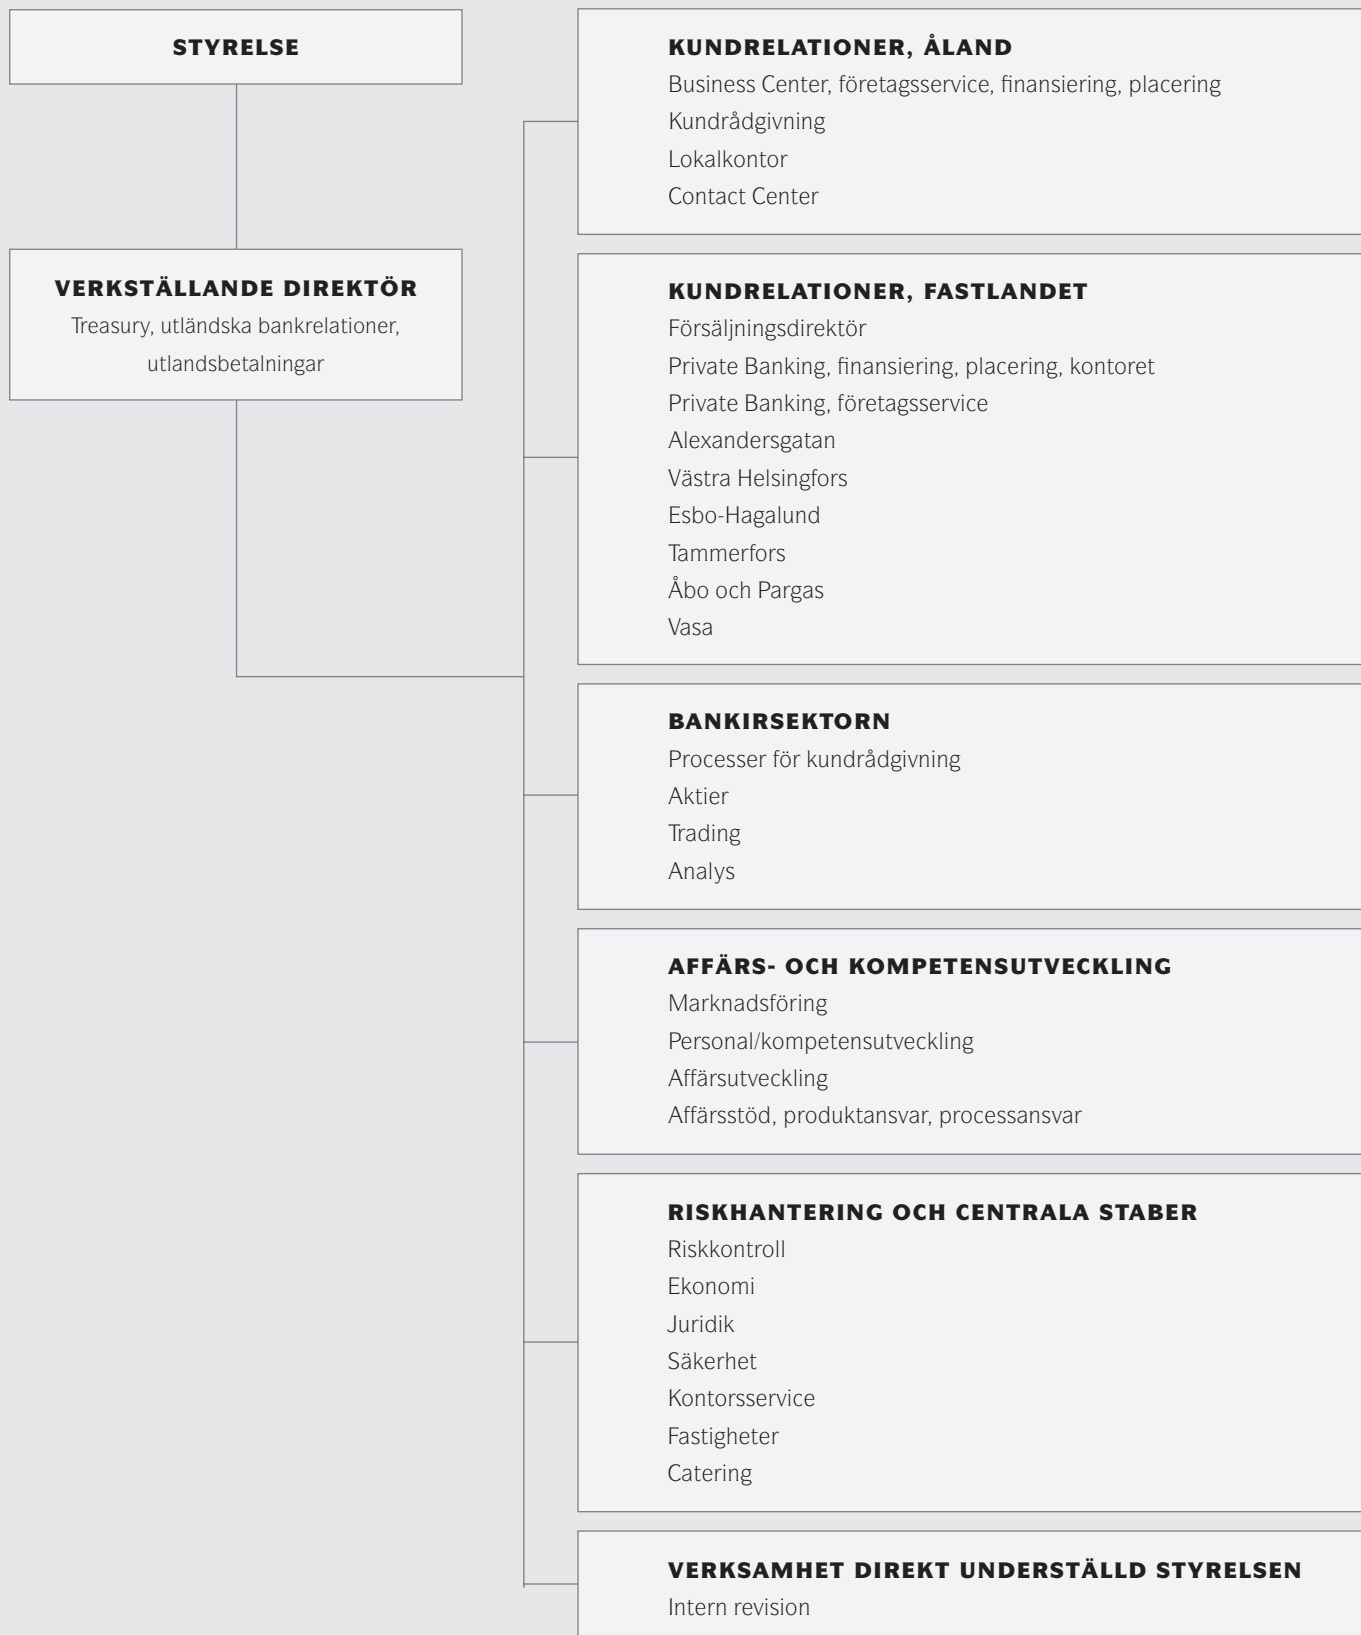 STYRELSE
VERKSTÄLLANDE DIREKTÖR
Treasury, utländska bankrelationer,
utlandsbetalningar
KUNDRELATIONER, ÅLAND
Business Center, företagsservice, finansiering, placering
Kundrådgivning
Lokalkontor
Contact Center
KUNDRELATIONER, FASTLANDET
Försäljningsdirektör
Private Banking, finansiering, placering, kontoret
Private Banking, företagsservice
Alexandersgatan
Västra Helsingfors
Esbo-Hagalund
Tammerfors
Åbo och Pargas
Vasa
BANKIRSEKTORN
Processer för kundrådgivning
Aktier
Trading
Analys
AFFÄRS- OCH KOMPETENSUTVECKLING
Marknadsföring
Personal/kompetensutveckling
Affärsutveckling
Affärsstöd, produktansvar, processansvar
RISKHANTERING OCH CENTRALA STABER
Riskkontroll
Ekonomi
Juridik
Säkerhet
Kontorsservice
Fastigheter
Catering
VERKSAMHET DIREKT UNDERSTÄLLD STYRELSEN
Intern revision